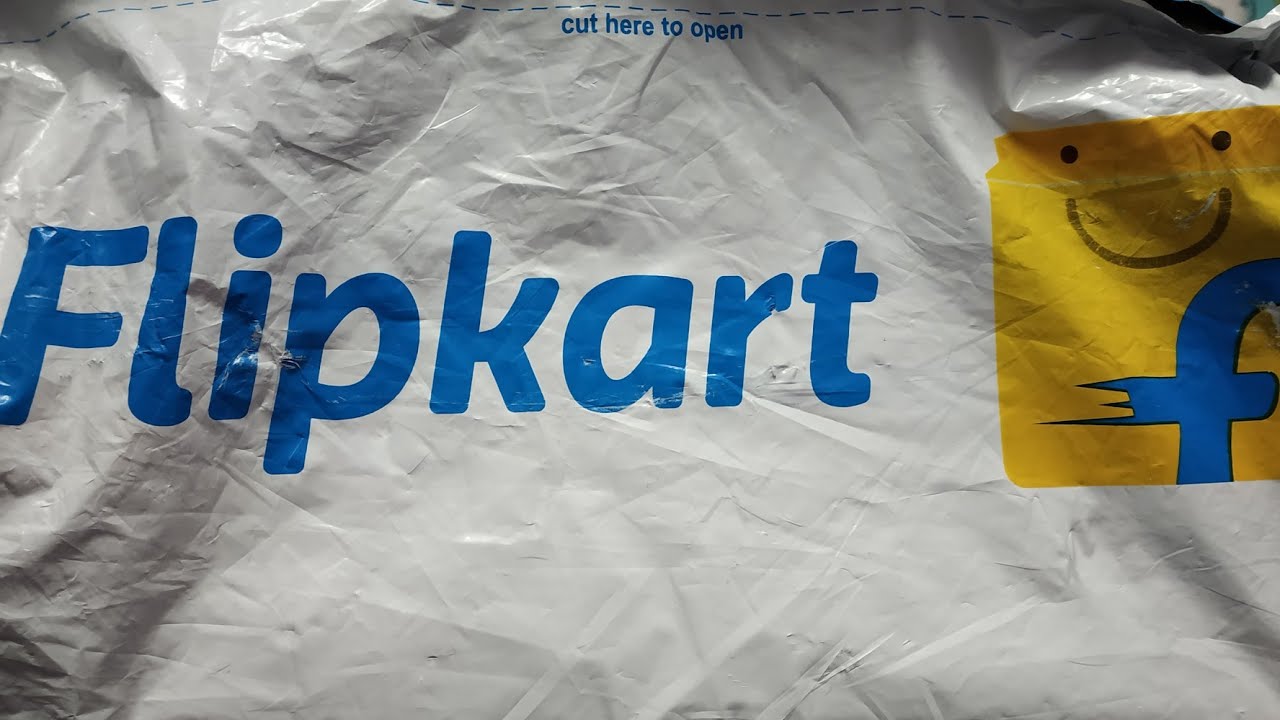 cut here to open
Flipkart
f